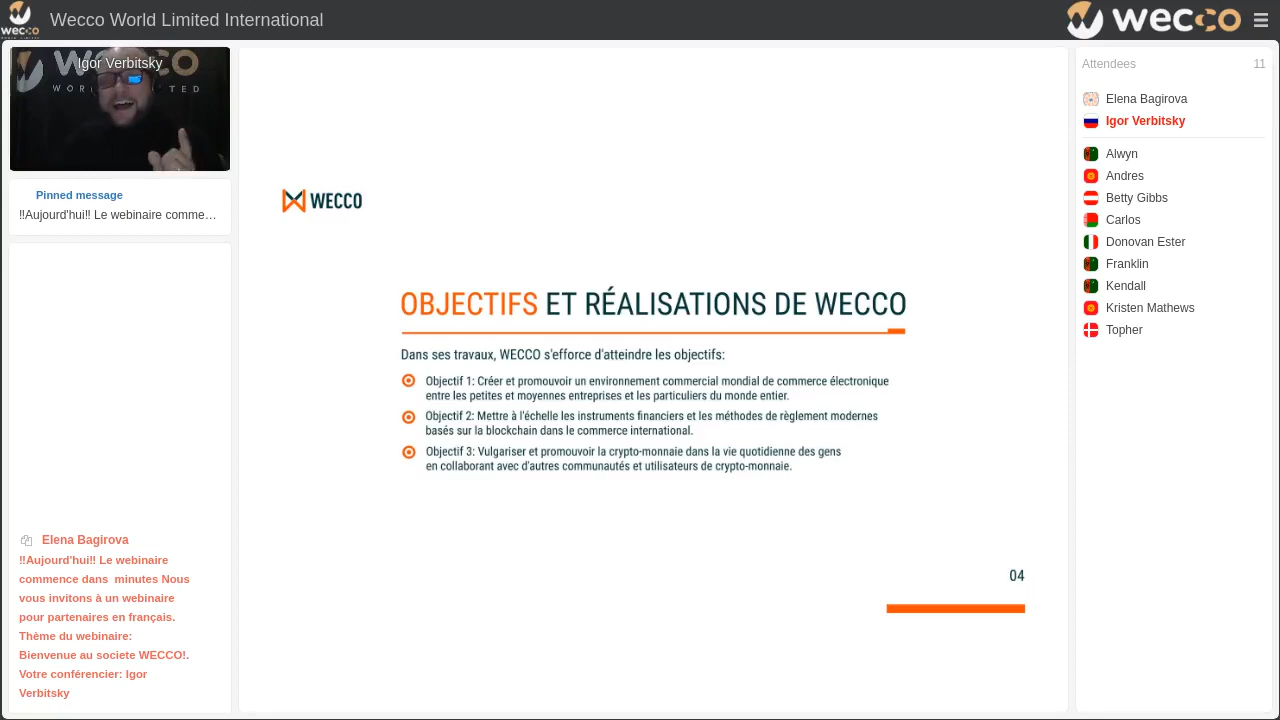 Wecco World Limited International
wecco
wecco
Igor Verbitsky
Pinned message
‼Aujourd'hui‼ Le webinaire comme…
Elena Bagirova
‼Aujourd'hui‼ Le webinaire
commence dans  minutes Nous
vous invitons à un webinaire
pour partenaires en français.
Thème du webinaire:
Bienvenue au societe WECCO!.
Votre conférencier: Igor
Verbitsky
WECCO
OBJECTIFS ET RÉALISATIONS DE WECCO
Dans ses travaux, WECCO s'efforce d'atteindre les objectifs:
Objectif 1: Créer et promouvoir un environnement commercial mondial de commerce électronique
entre les petites et moyennes entreprises et les particuliers du monde entier.
Objectif 2: Mettre à l'échelle les instruments financiers et les méthodes de règlement modernes
basés sur la blockchain dans le commerce international.
Objectif 3: Vulgariser et promouvoir la crypto-monnaie dans la vie quotidienne des gens
en collaborant avec d'autres communautés et utilisateurs de crypto-monnaie.
04
Attendees 11
Elena Bagirova
Igor Verbitsky
Alwyn
Andres
Betty Gibbs
Carlos
Donovan Ester
Franklin
Kendall
Kristen Mathews
Topher